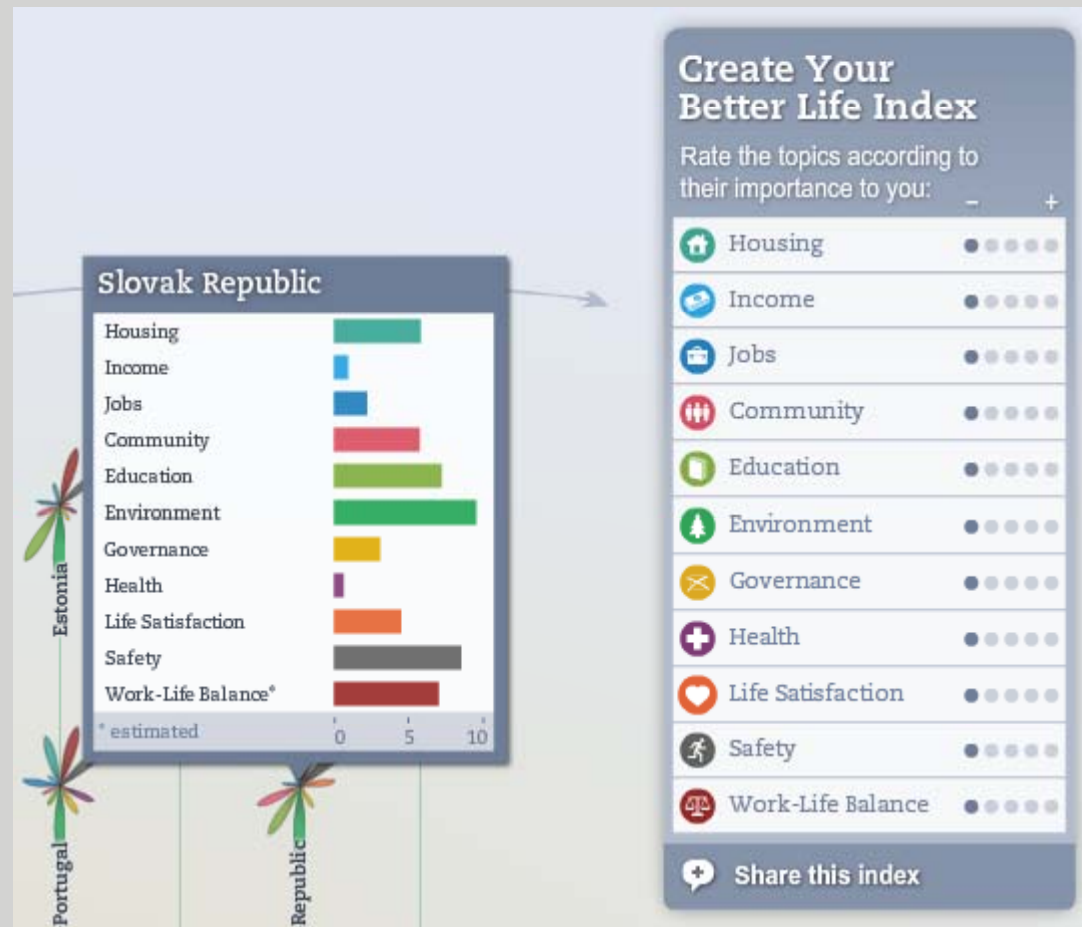 Create Your
Better Life Index
Rate the topics according to
their importance to you:
- +
Housing
Income
Jobs
Community
Education
Environment
Governance
Health
Life Satisfaction
Safety
Work-Life Balance
Share this index
Slovak Republic
Housing
Income
Jobs
Community
Education
Environment
Governance
Health
Life Satisfaction
Safety
Work-Life Balance*
* estimated
0 5 10
Estonia
Portugal
Republic